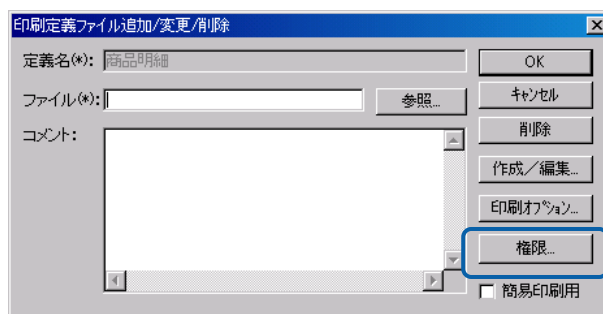 印刷定義ファイル追加/変更/削除
定義名(*): 商品明細
ファイル(*):
参照...
コメント:
OK
キャンセル
削除
作成／編集...
印刷オプション...
権限...
簡易印刷用